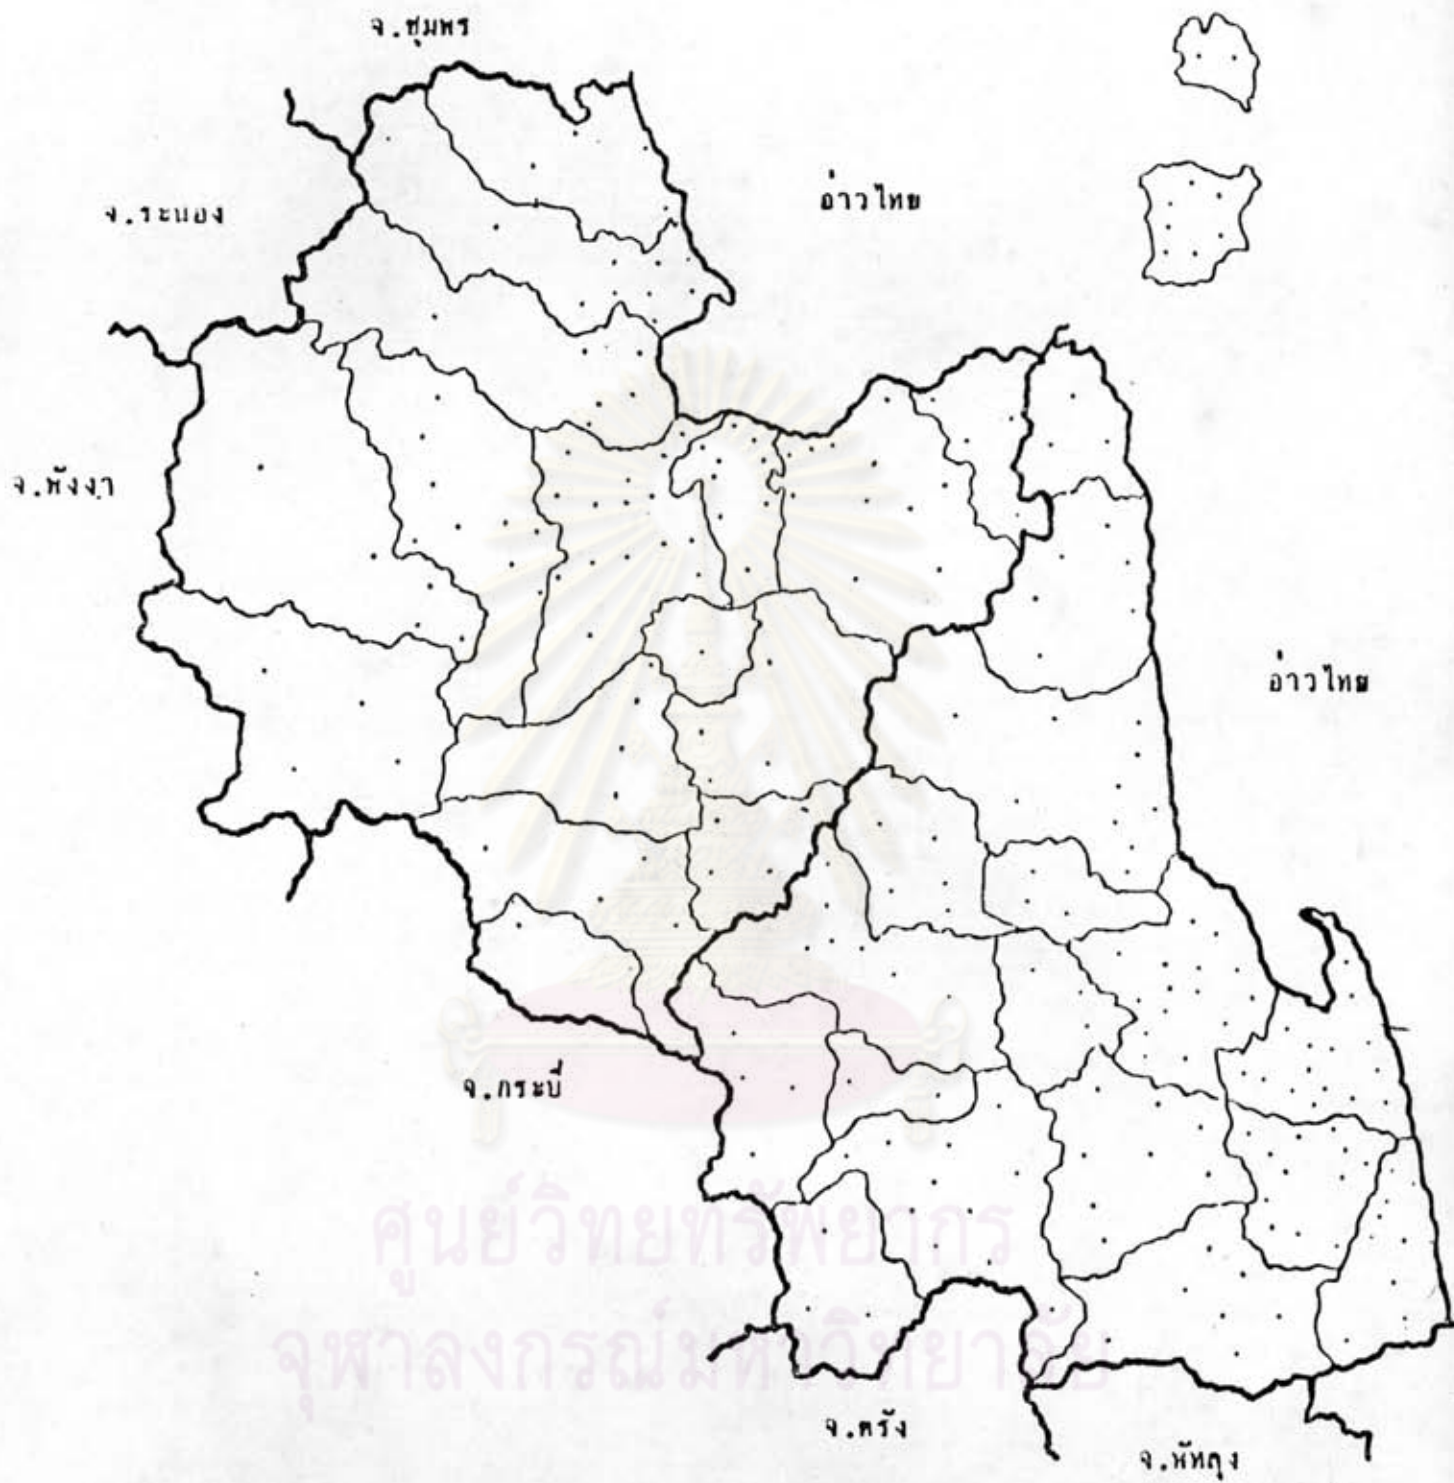 จ.ชุมพร
จ.ระนอง
อ่าวไทย
จ.พังงา
อ่าวไทย
จ.กระบี่
ศูนย์วิทยทรัพยากร
จุฬาลงกรณ์มหาวิทยาลัย
จ.ตรัง
จ.พัทลุง